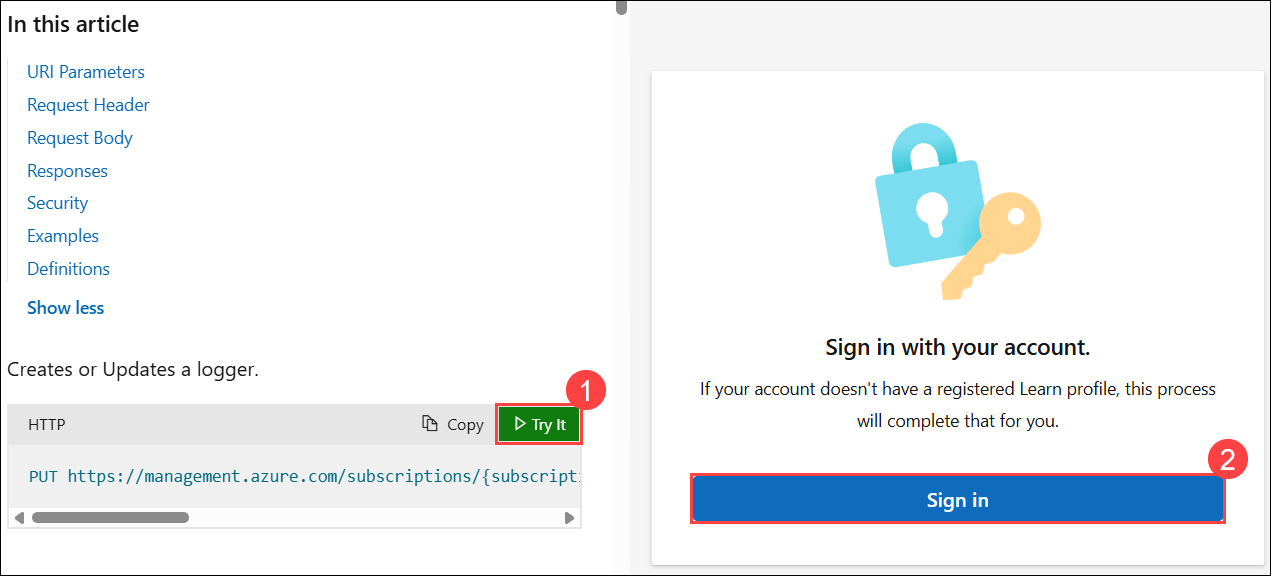 In this article
URI Parameters
Request Header
Request Body
Responses
Security
Examples
Definitions
Show less
Creates or Updates a logger.
1
HTTP Copy Try It
PUT https://management.azure.com/subscriptions/{subscripti
Sign in with your account.
If your account doesn't have a registered Learn profile, this process
will complete that for you.
2
Sign in